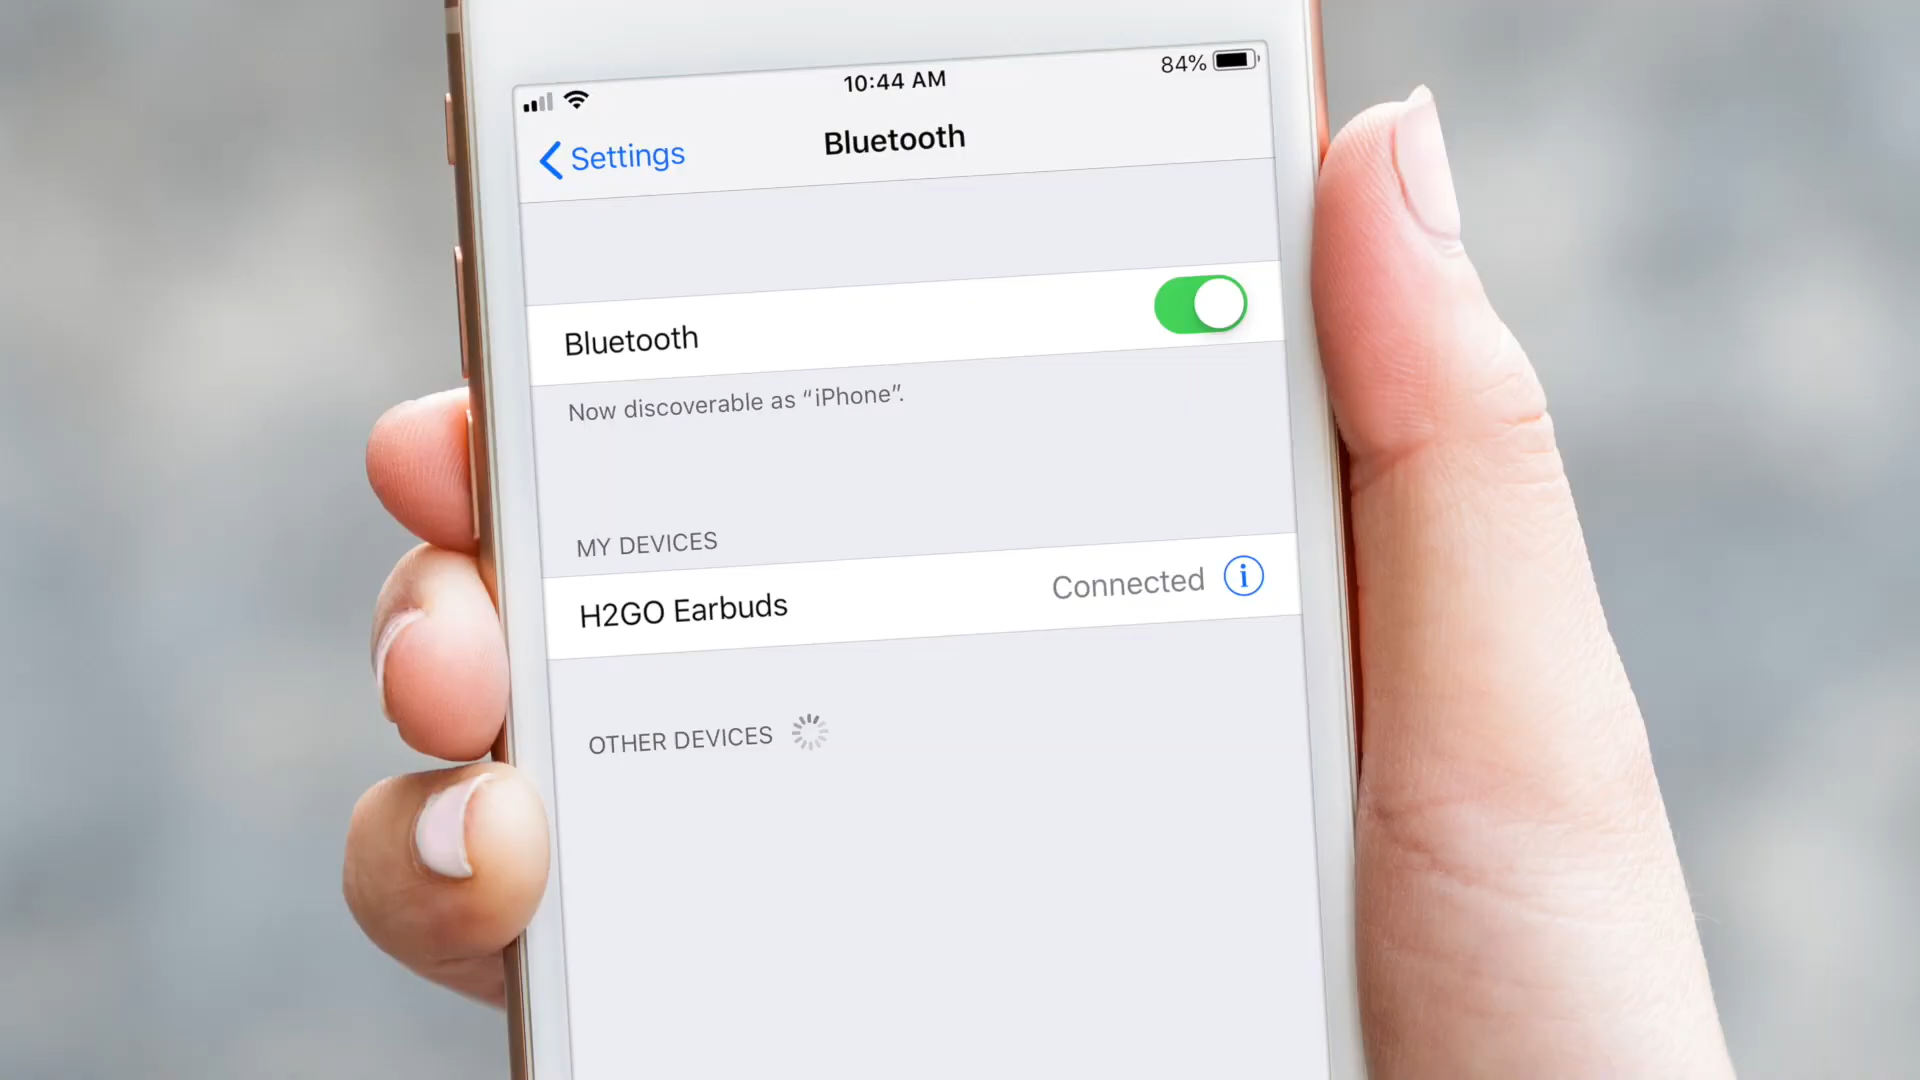 10:44 AM
84%
Settings
Bluetooth
Bluetooth
Now discoverable as “iPhone”.
MY DEVICES
H2GO Earbuds
Connected
OTHER DEVICES